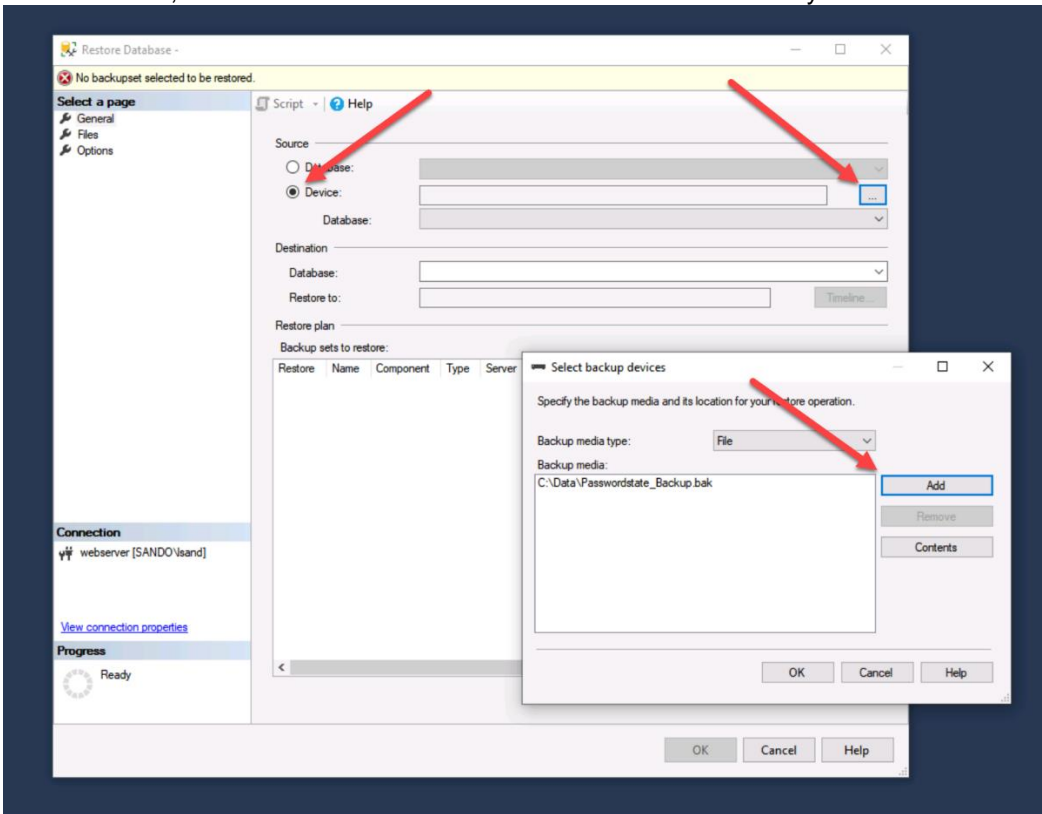 Restore Database -
No backupset selected to be restored.
Select a page
General
Files
Options
Script Help
Source
Database:
Device:
...
Database:
Destination
Database:
Restore to:
Timeline...
Restore plan
Backup sets to restore:
Restore Name Component Type Server
Select backup devices
Specify the backup media and its location for your restore operation.
Backup media type: File
Backup media:
C:\Data\Passwordstate_Backup.bak
Add
Remove
Contents
OK Cancel Help
Connection
webserver [SANDO\lsand]
View connection properties
Progress
Ready
OK Cancel Help